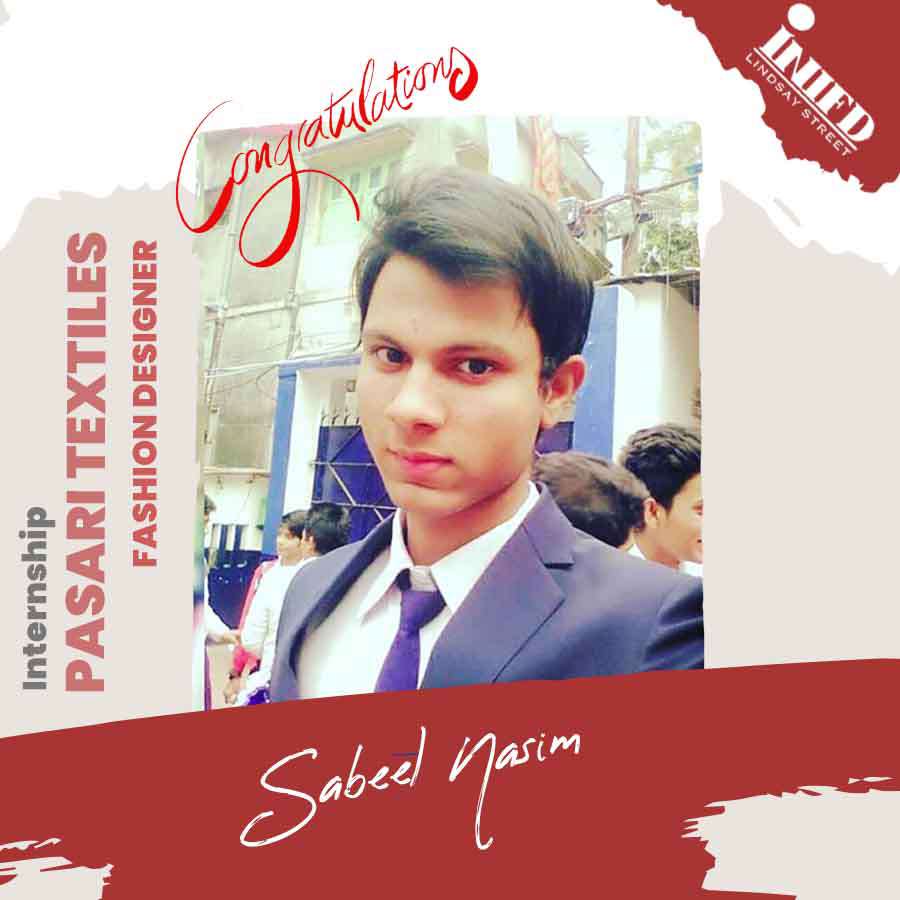 Congratulations
INIFD
LINDSAY STREET
Internship
PASARI TEXTILES
FASHION DESIGNER
Sabeel Nasim